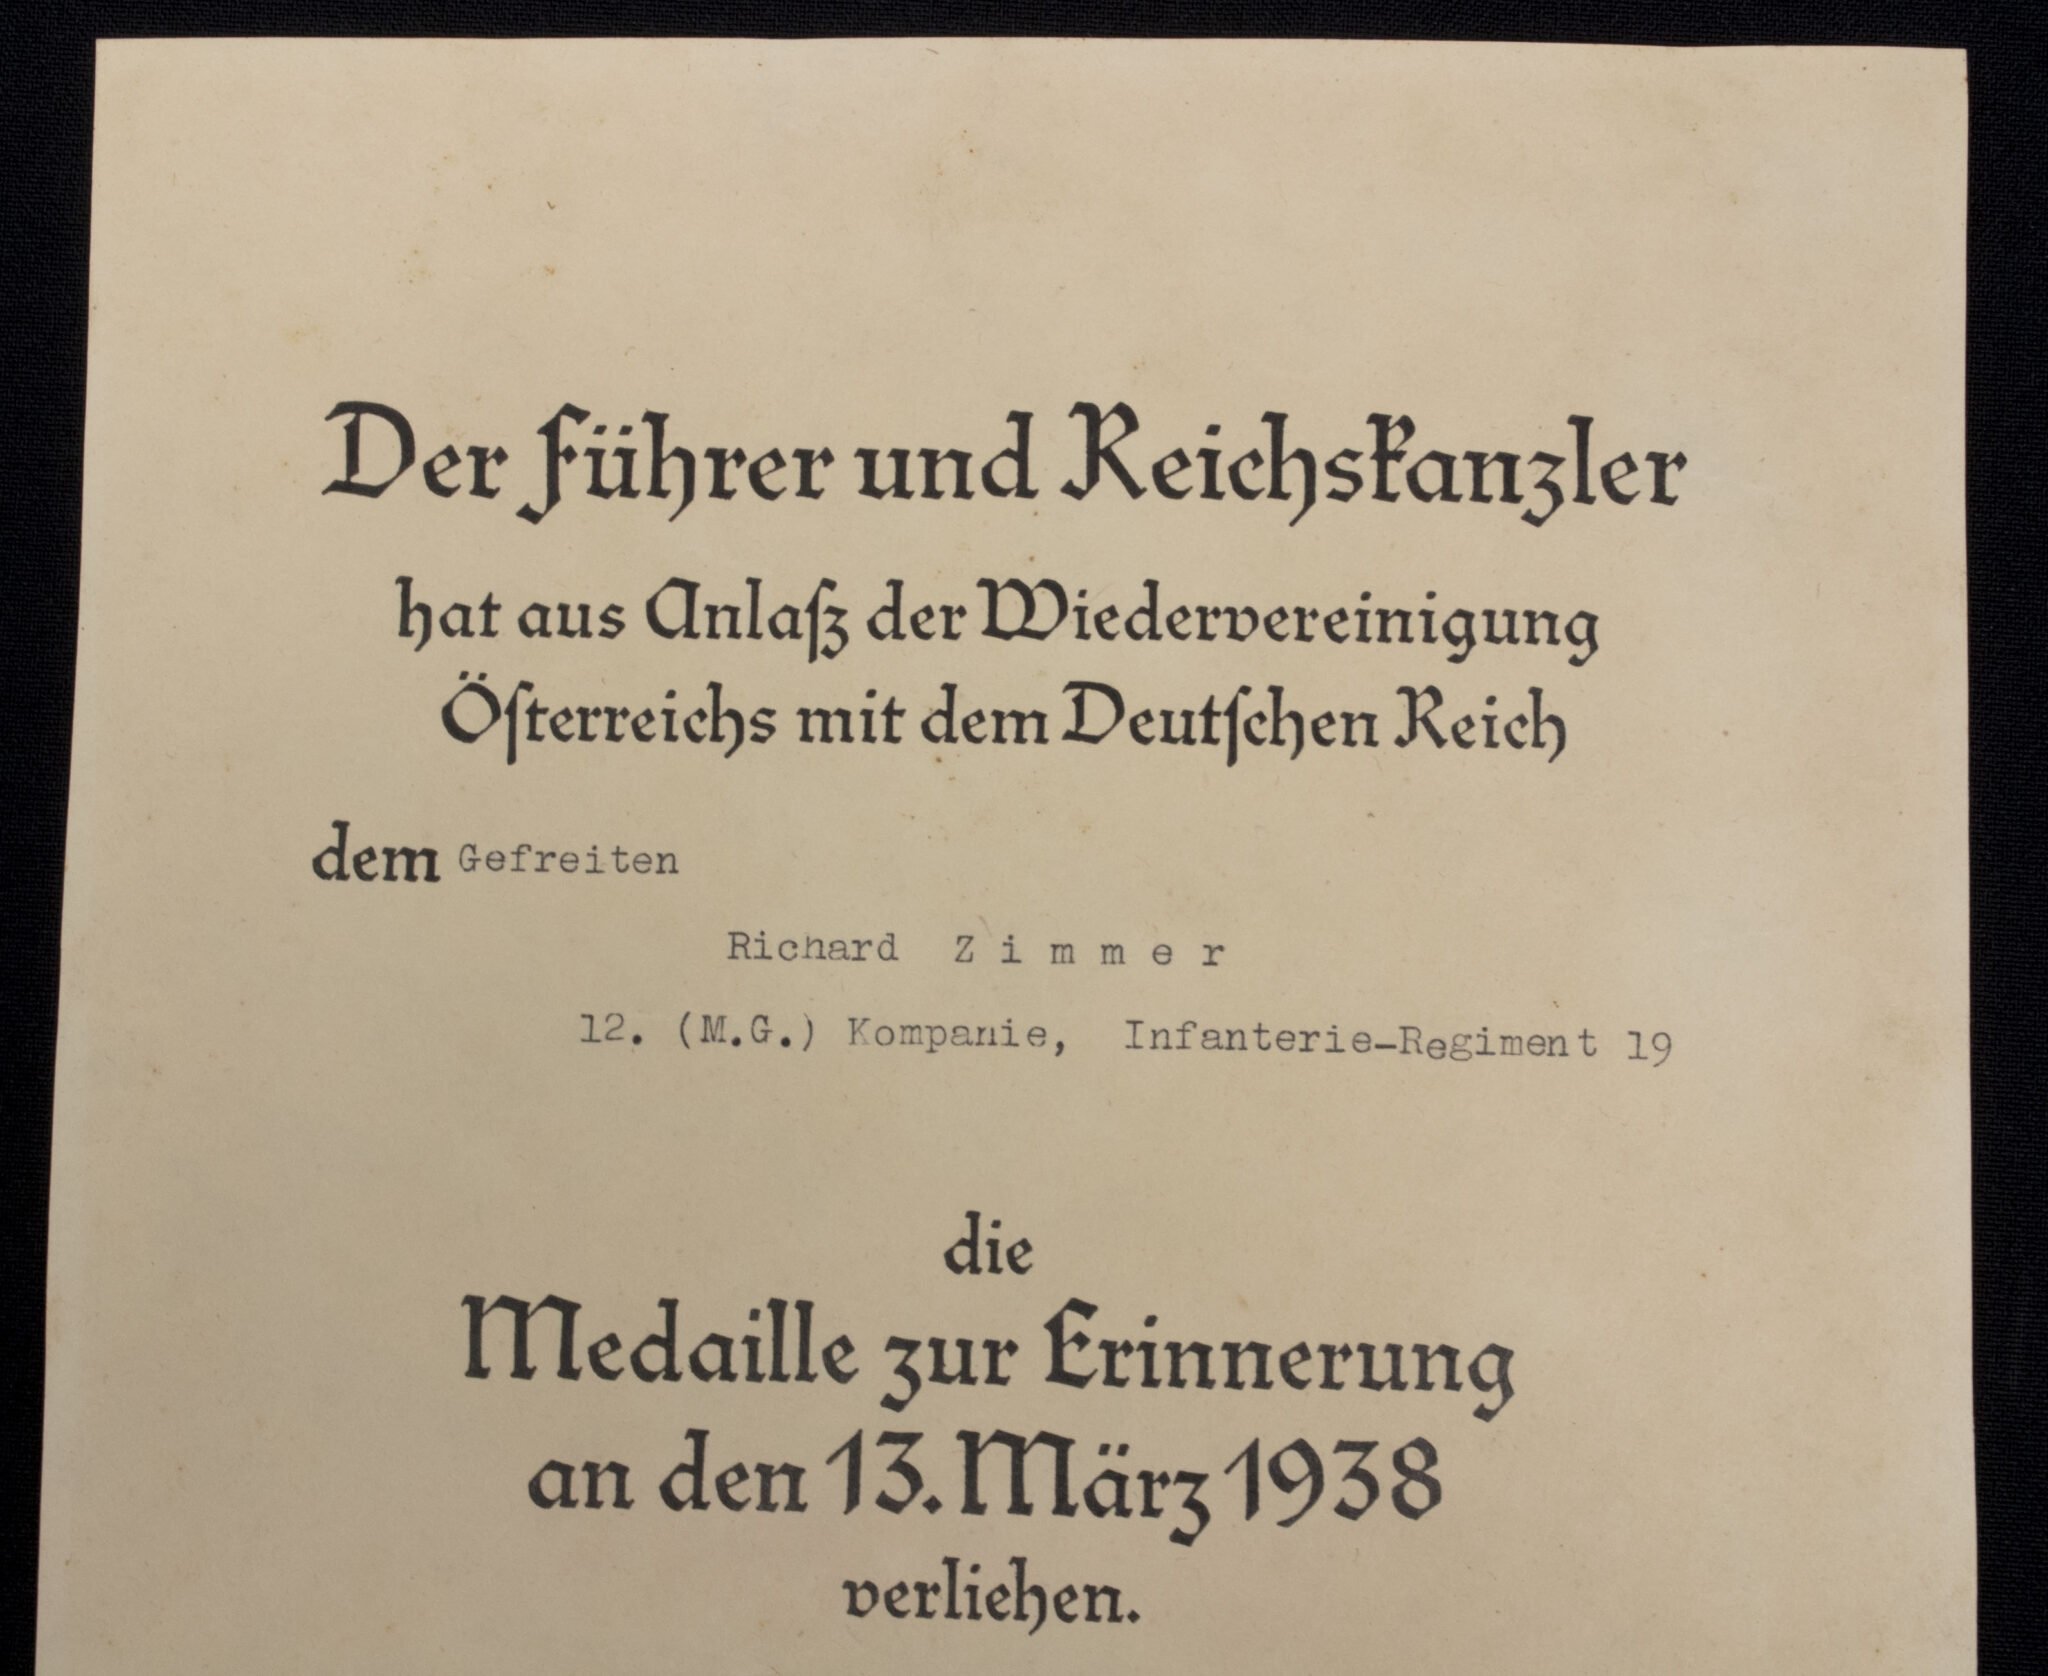 Der Führer und Reichskanzler
hat aus Anlaß der Wiedervereinigung
Öſterreichs mit dem Deutſchen Reich
dem Gefreiten
Richard Z i m m e r
12. (M.G.) Kompanie, Infanterie-Regiment 19
die
Medaille zur Erinnerung
an den 13. März 1938
verliehen.